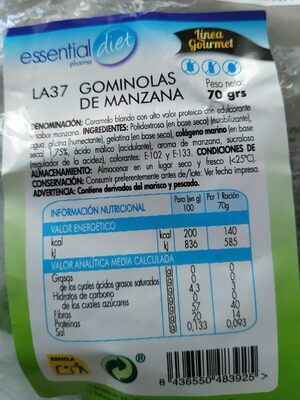 essential diet
pharma
Línea
Gourmet
LA37 GOMINOLAS
DE MANZANA
Peso neto:
70 grs
DENOMINACIÓN: Caramelo blando con alto valor proteico con edulcorante
sabor manzana. INGREDIENTES: Polidextrosa (en base seca) (estabilizante),
agua, glicina (humectante), gelatina (en base seca), colágeno marino (en base
seca) 7,5%, ácido málico (acidulante), aroma de manzana, sucralosa
(regulador de la acidez), colorantes: E-102 y E-133. CONDICIONES DE
ALMACENAMIENTO: Almacenar en un lugar seco y fresco (<25ºC).
CONSERVACIÓN: Consumir preferentemente antes de/lote: Ver fecha impresa.
ADVERTENCIA: Contiene derivados del marisco y pescado.
INFORMACIÓN NUTRICIONAL
Para (en g) 100
Por 1 Ración 70g
VALOR ENERGÉTICO
kcal 200 140
kj 836 585
VALOR ANALÍTICA MEDIA CALCULADA
Grasas g 0 0
de los cuales ácidos grasos saturados g 0 0
Hidratos de carbono g 4,3 3
de los cuales azúcares g 0 0
Fibras g 57 40
Proteínas g 20 14
Sal g 0,133 0,093
RECICLA
8 436550 483925 >